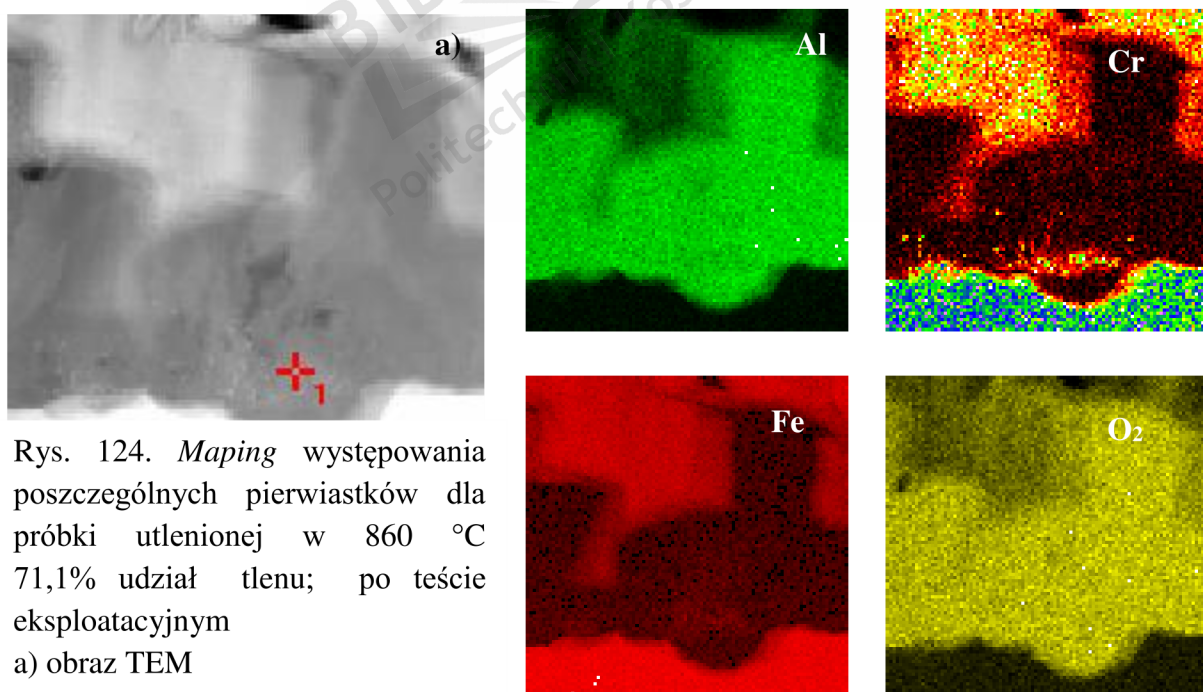 a)
Al
Cr
1
Fe
O₂
Rys. 124. Maping występowania
poszczególnych pierwiastków dla
próbki utlenionej w 860 °C
71,1% udział tlenu; po teście
eksploatacyjnym
a) obraz TEM